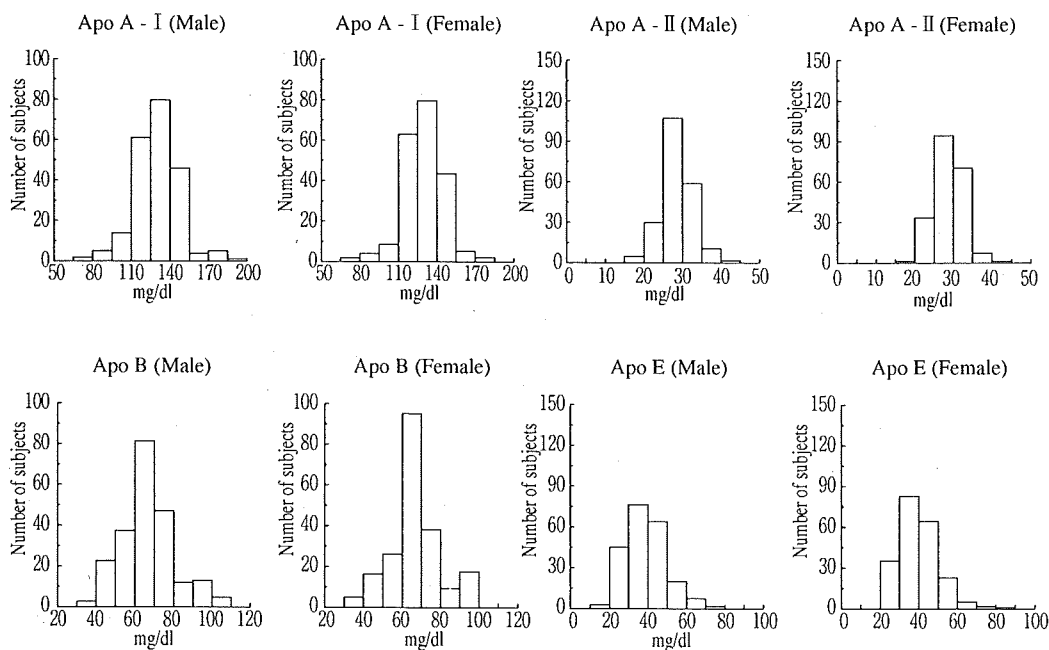 Apo A - Ⅰ (Male)
100
80
60
40
20
0
Number of subjects
50 80 110 140 170 200
mg/dl
Apo A - Ⅰ (Female)
100
80
60
40
20
0
Number of subjects
50 80 110 140 170 200
mg/dl
Apo A - Ⅱ (Male)
150
120
90
60
30
0
Number of subjects
0 10 20 30 40 50
mg/dl
Apo A - Ⅱ (Female)
150
120
90
60
30
0
Number of subjects
0 10 20 30 40 50
mg/dl
Apo B (Male)
100
80
60
40
20
0
Number of subjects
20 40 60 80 100 120
mg/dl
Apo B (Female)
100
80
60
40
20
0
Number of subjects
20 40 60 80 100 120
mg/dl
Apo E (Male)
150
120
90
60
30
0
Number of subjects
0 20 40 60 80 100
mg/dl
Apo E (Female)
150
120
90
60
30
0
Number of subjects
0 20 40 60 80 100
mg/dl